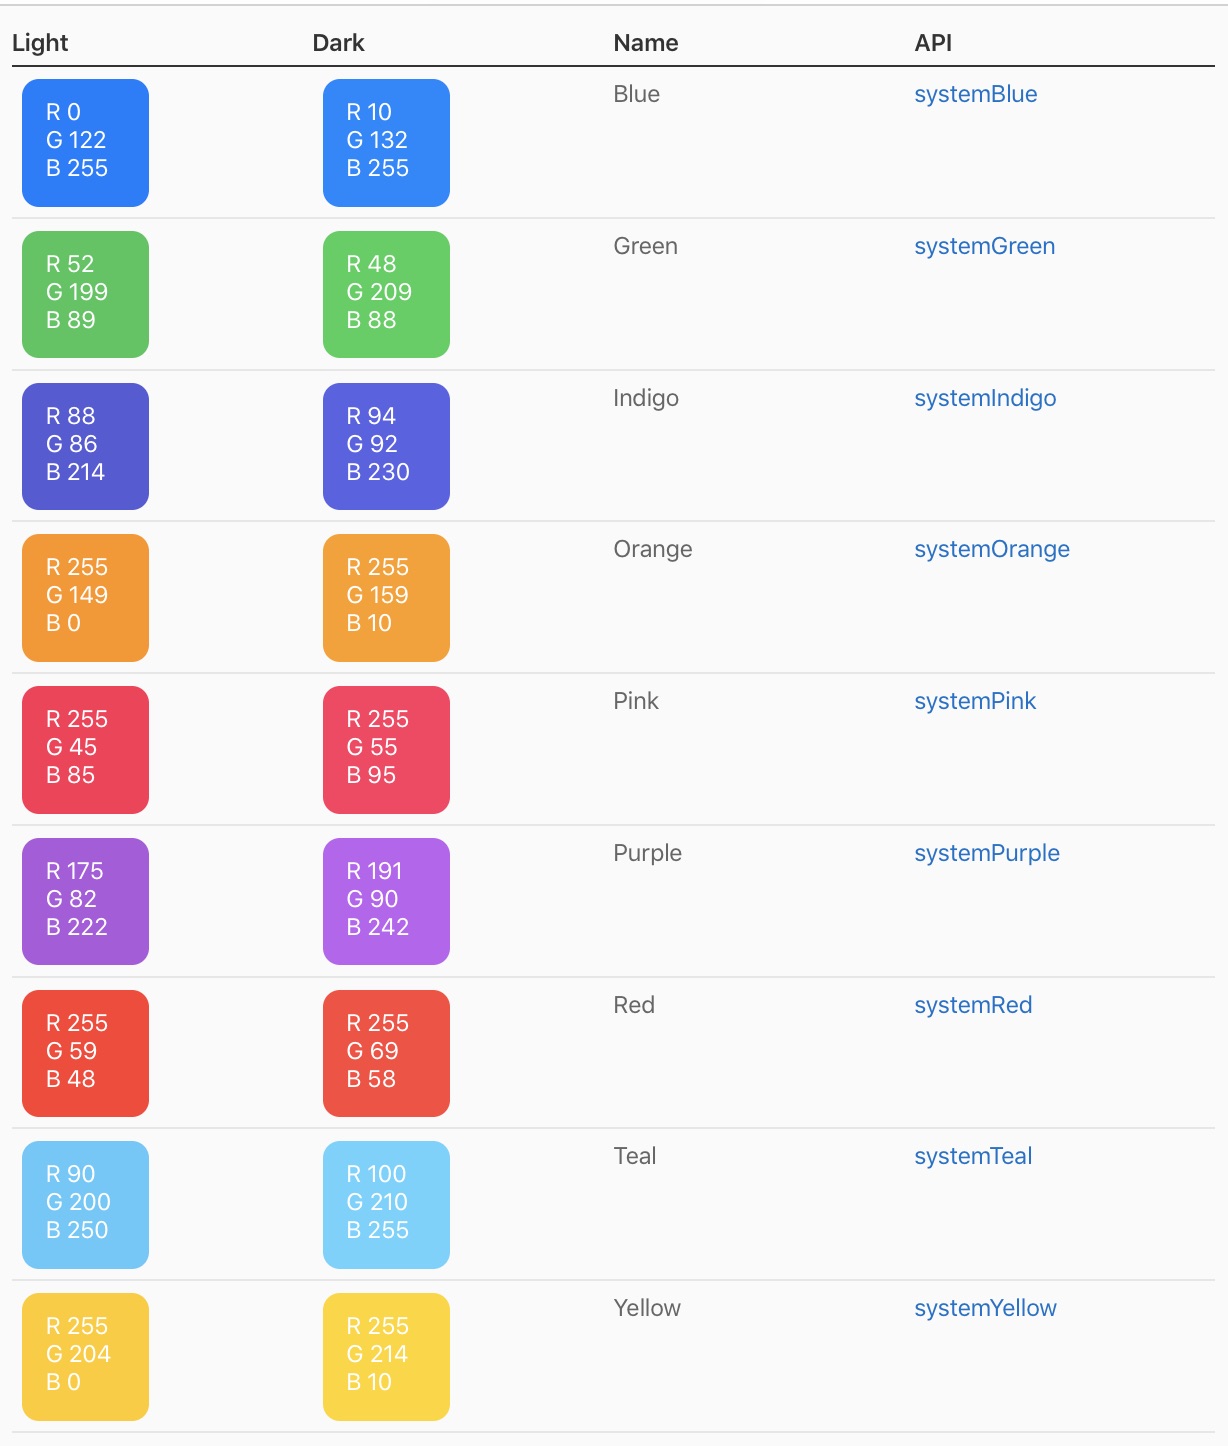 Light Dark Name API
R 0 R 10 Blue systemBlue
G 122 G 132
B 255 B 255
R 52 R 48 Green systemGreen
G 199 G 209
B 89 B 88
R 88 R 94 Indigo systemIndigo
G 86 G 92
B 214 B 230
R 255 R 255 Orange systemOrange
G 149 G 159
B 0 B 10
R 255 R 255 Pink systemPink
G 45 G 55
B 85 B 95
R 175 R 191 Purple systemPurple
G 82 G 90
B 222 B 242
R 255 R 255 Red systemRed
G 59 G 69
B 48 B 58
R 90 R 100 Teal systemTeal
G 200 G 210
B 250 B 255
R 255 R 255 Yellow systemYellow
G 204 G 214
B 0 B 10